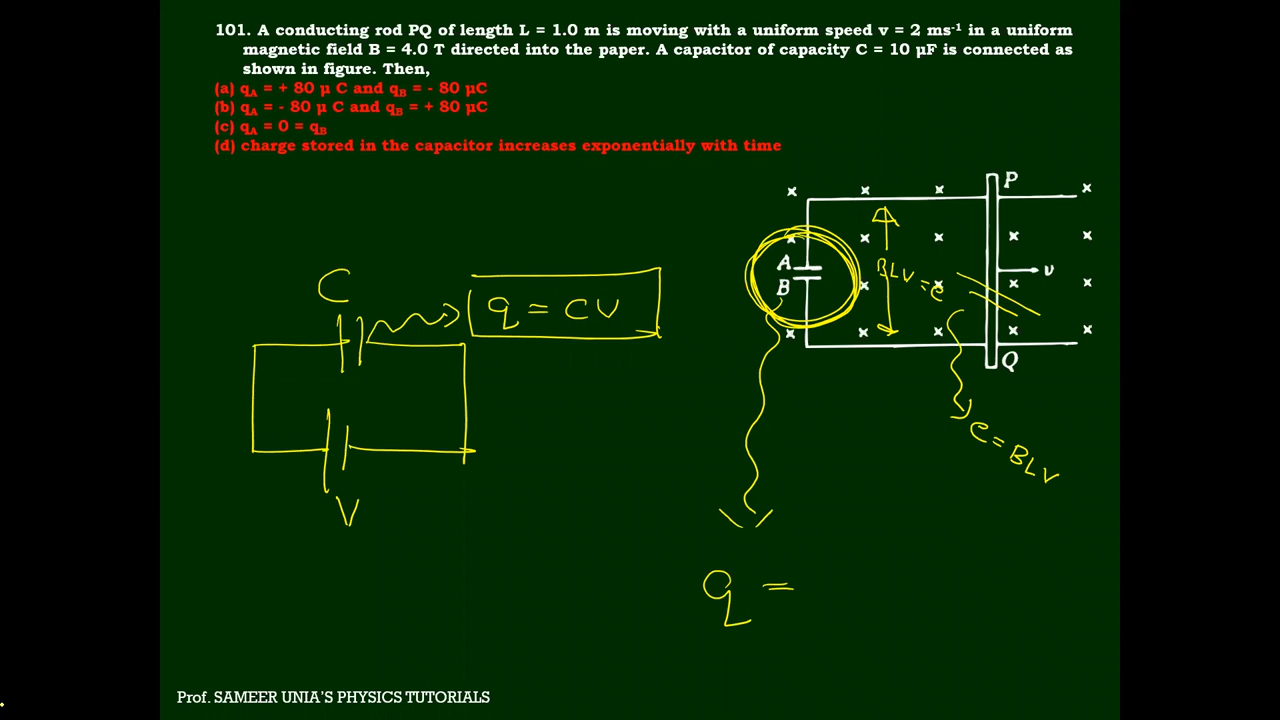 101. A conducting rod PQ of length L = 1.0 m is moving with a uniform speed v = 2 ms⁻¹ in a uniform
magnetic field B = 4.0 T directed into the paper. A capacitor of capacity C = 10 µF is connected as
shown in figure. Then,
(a) qA = + 80 µ C and qB = - 80 µC
(b) qA = - 80 µ C and qB = + 80 µC
(c) qA = 0 = qB
(d) charge stored in the capacitor increases exponentially with time
P
A
B
BLV = e
v
Q
C
q = CV
V
e = BLV
q =
Prof. SAMEER UNIA'S PHYSICS TUTORIALS